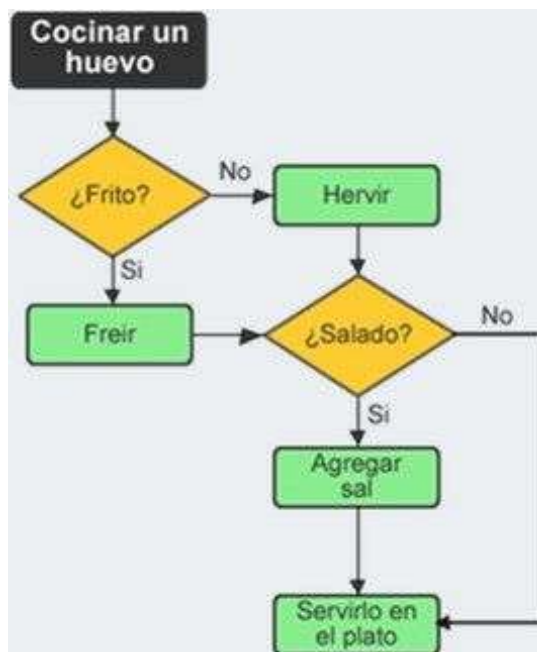 Cocinar un
huevo
¿Frito?
No
Hervir
Si
Freir
¿Salado?
No
Si
Agregar
sal
Servirlo en
el plato